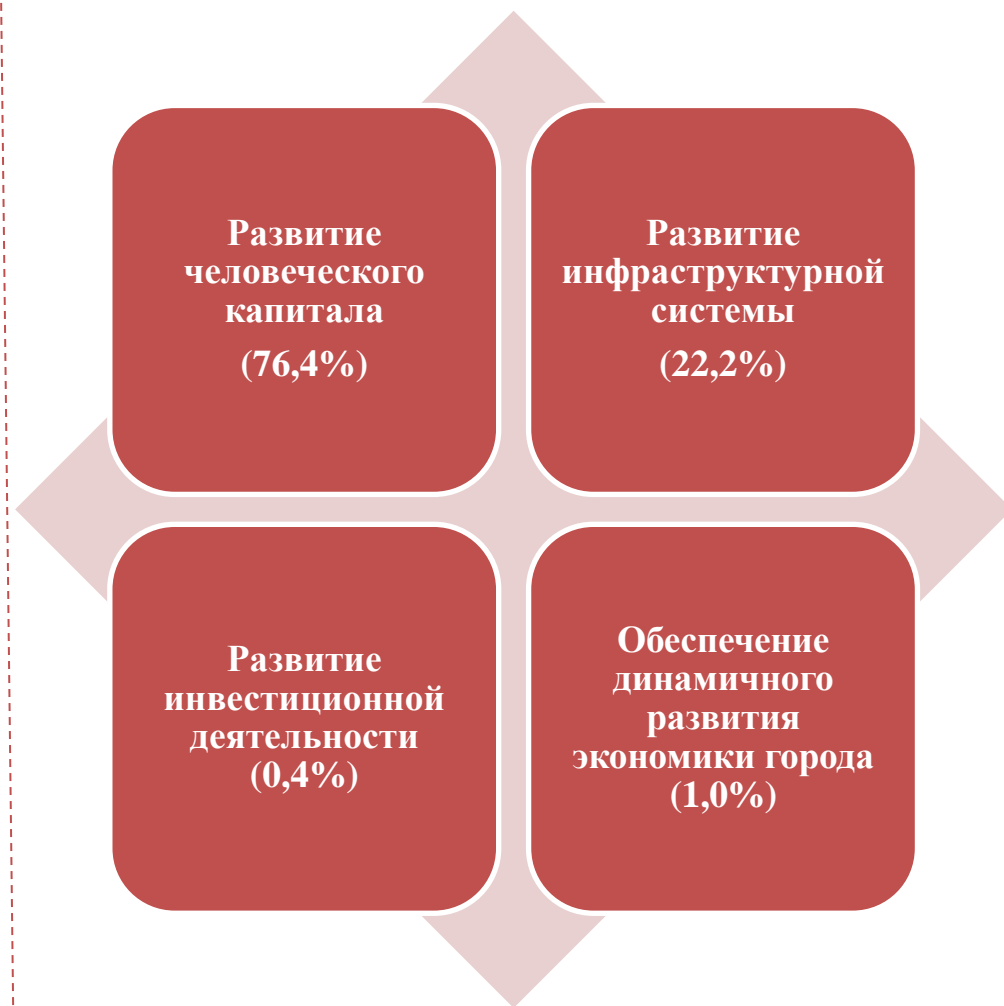 Развитие
человеческого
капитала
(76,4%)
Развитие
инфраструктурной
системы
(22,2%)
Развитие
инвестиционной
деятельности
(0,4%)
Обеспечение
динамичного
развития
экономики города
(1,0%)